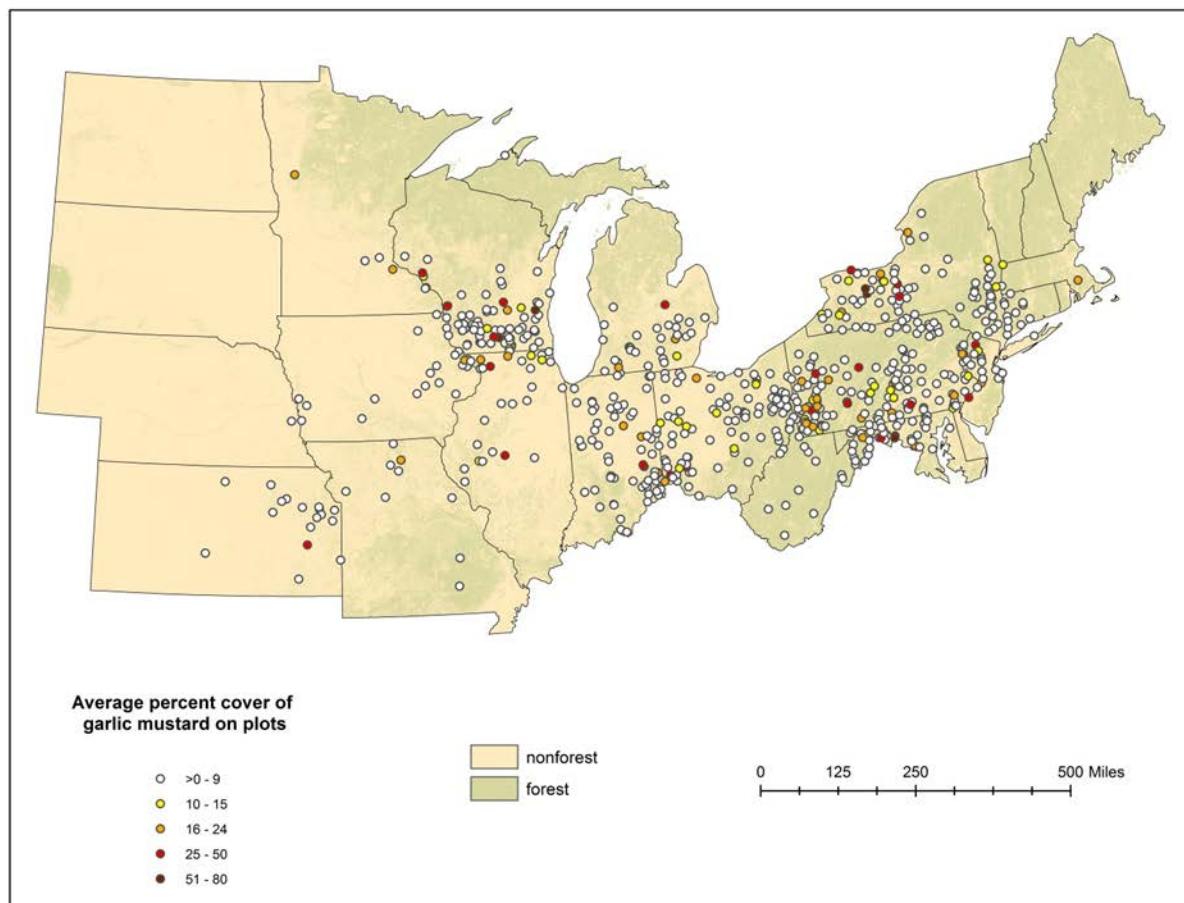 Average percent cover of
garlic mustard on plots
>0 - 9
10 - 15
16 - 24
25 - 50
51 - 80
nonforest
forest
0 125 250 500 Miles